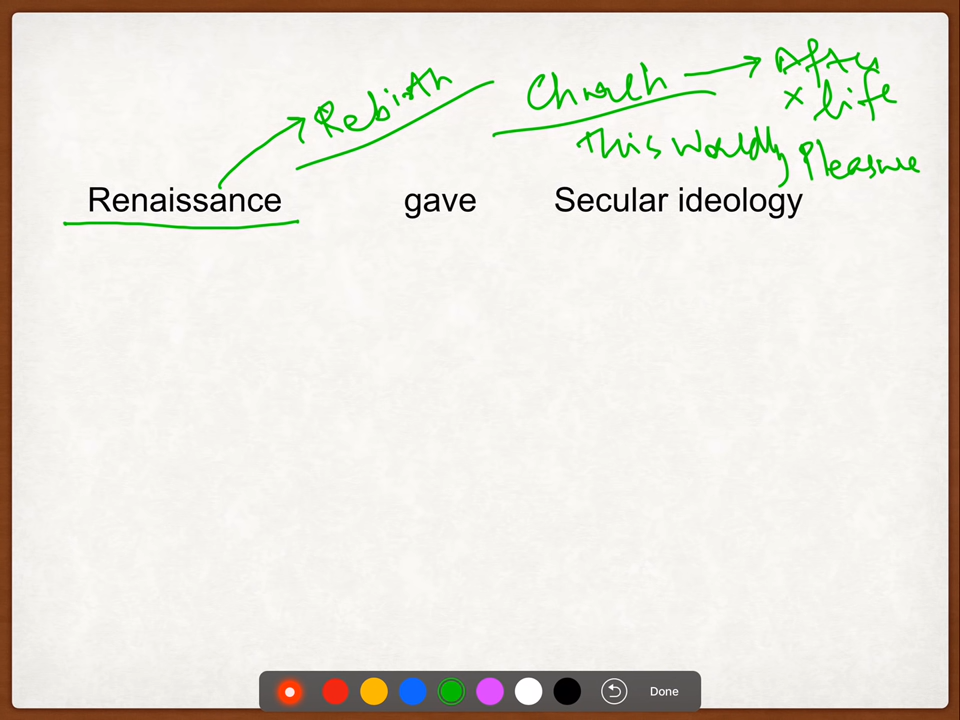 Rebirth Church → After
x life
This Worldly Pleasure
Renaissance gave Secular ideology
Done